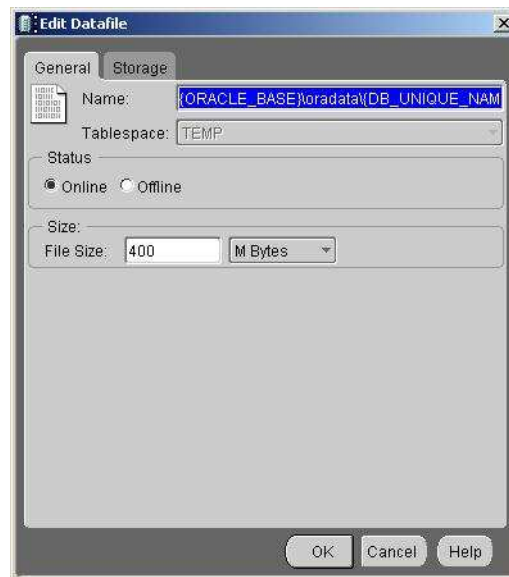 Edit Datafile
General Storage
Name: {ORACLE_BASE}\oradata\{DB_UNIQUE_NAM
Tablespace: TEMP
Status
Online Offline
Size:
File Size: 400 M Bytes
OK Cancel Help